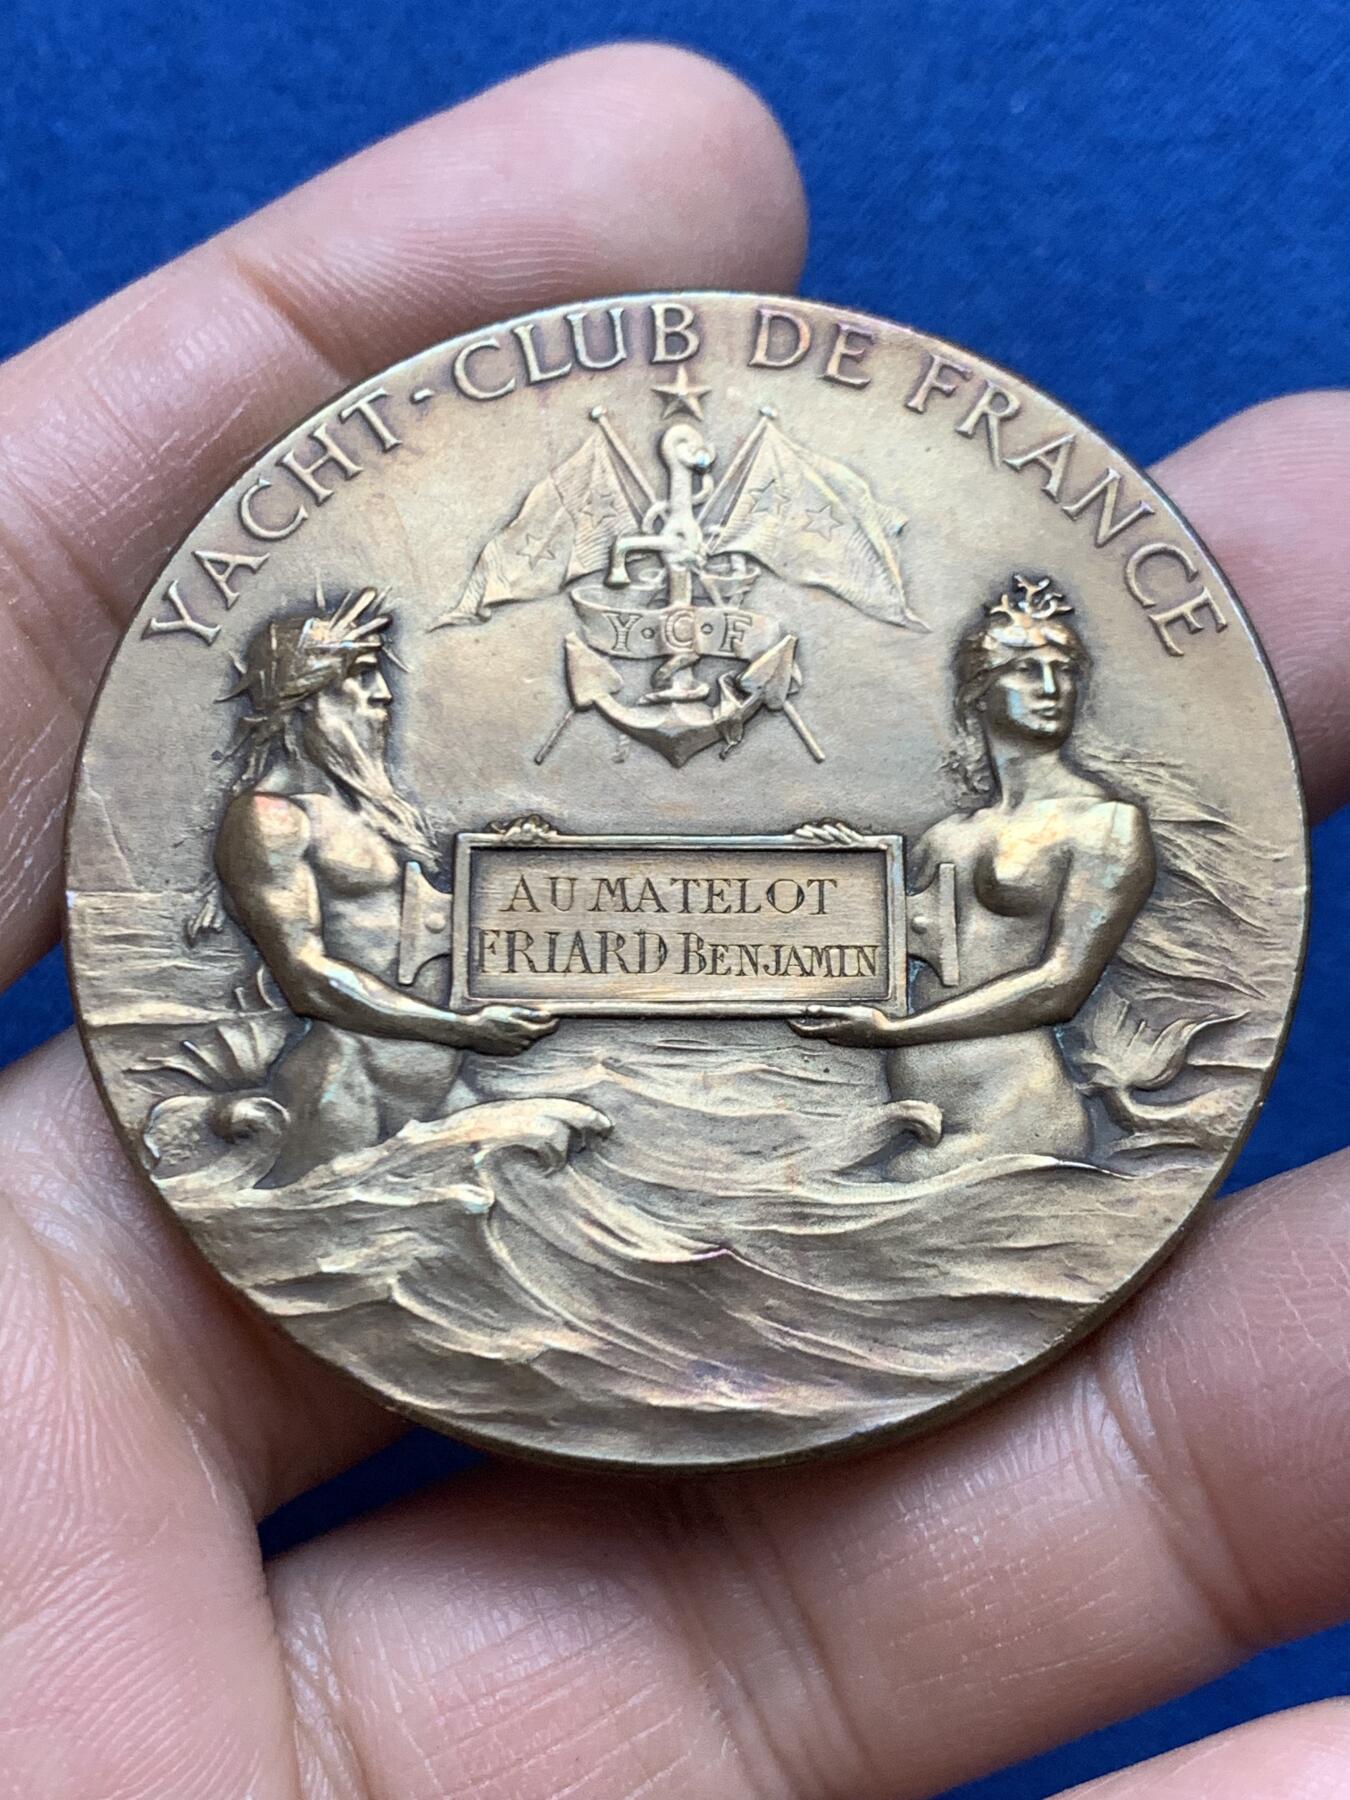 YACHT-CLUB DE FRANCE
Y·C·F
AU MATELOT
FRIARD BENJAMIN